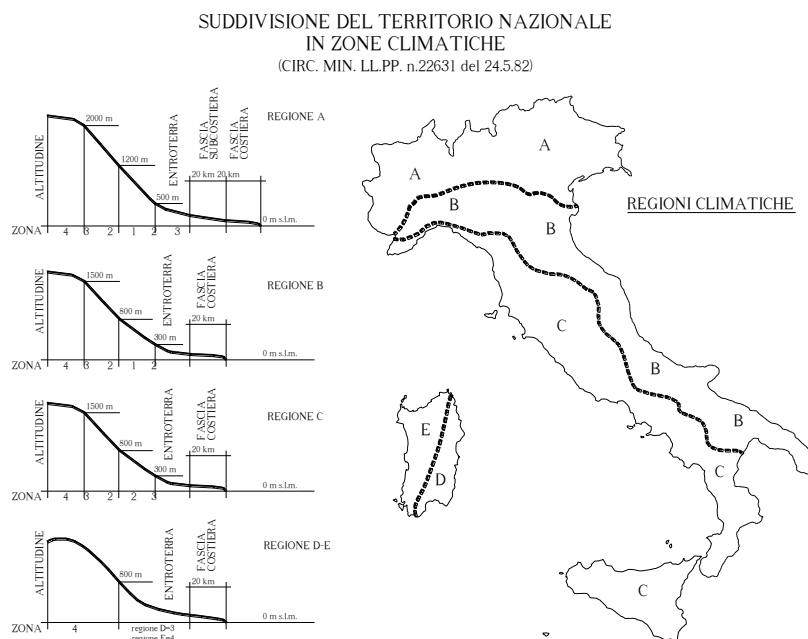 SUDDIVISIONE DEL TERRITORIO NAZIONALE
IN ZONE CLIMATICHE
(CIRC. MIN. LL.PP. n.22631 del 24.5.82)
ALTITUDINE
2000 m
1200 m
500 m
ENTROTERRA
FASCIA
SUBCOSTIERA
FASCIA
COSTIERA
20 km 20 km
REGIONE A
0 m s.l.m.
ZONA 4 3 2 1 2 3
ALTITUDINE
1500 m
800 m
300 m
ENTROTERRA
FASCIA
COSTIERA
20 km
REGIONE B
0 m s.l.m.
ZONA 4 3 2 1 2
ALTITUDINE
1500 m
800 m
300 m
ENTROTERRA
FASCIA
COSTIERA
20 km
REGIONE C
0 m s.l.m.
ZONA 4 3 2 2 3
ALTITUDINE
800 m
ENTROTERRA
FASCIA
COSTIERA
20 km
REGIONE D-E
0 m s.l.m.
ZONA 4
regione D=3
regione E=4
REGIONI CLIMATICHE
A
A
B
B
C
B
B
E
D
C
C